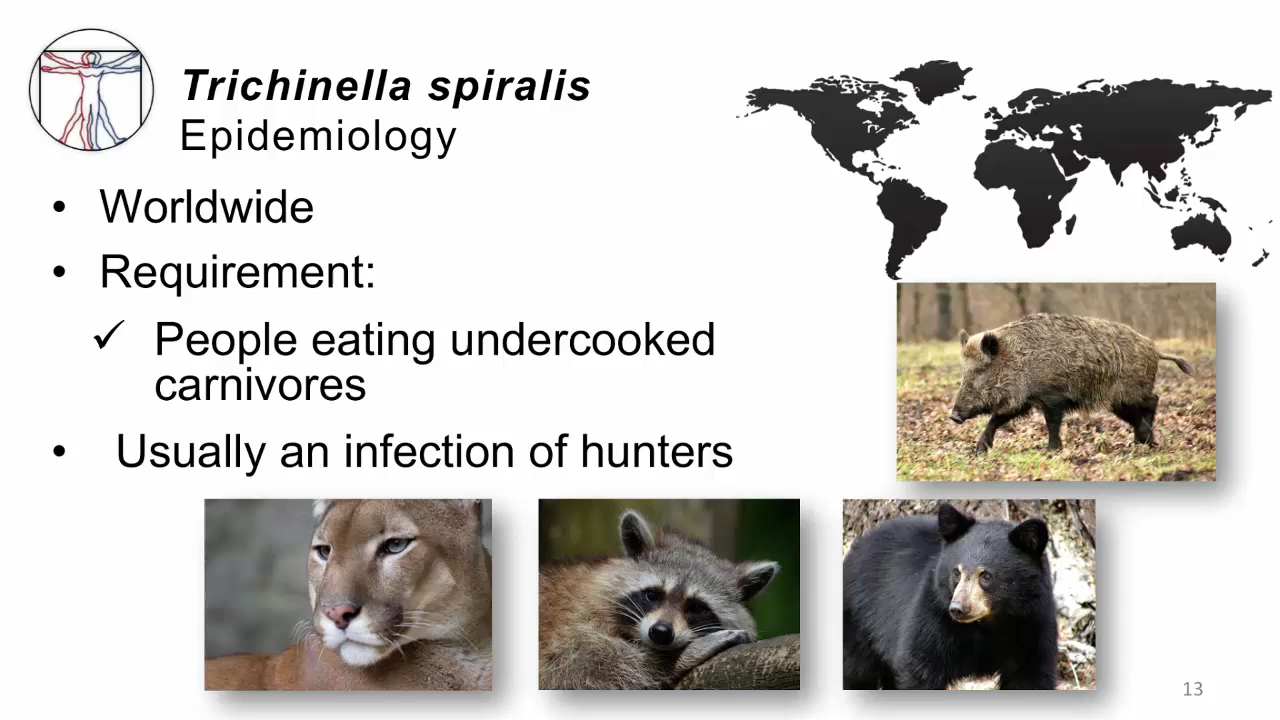 Trichinella spiralis
Epidemiology
• Worldwide
• Requirement:
✓ People eating undercooked
carnivores
• Usually an infection of hunters
13